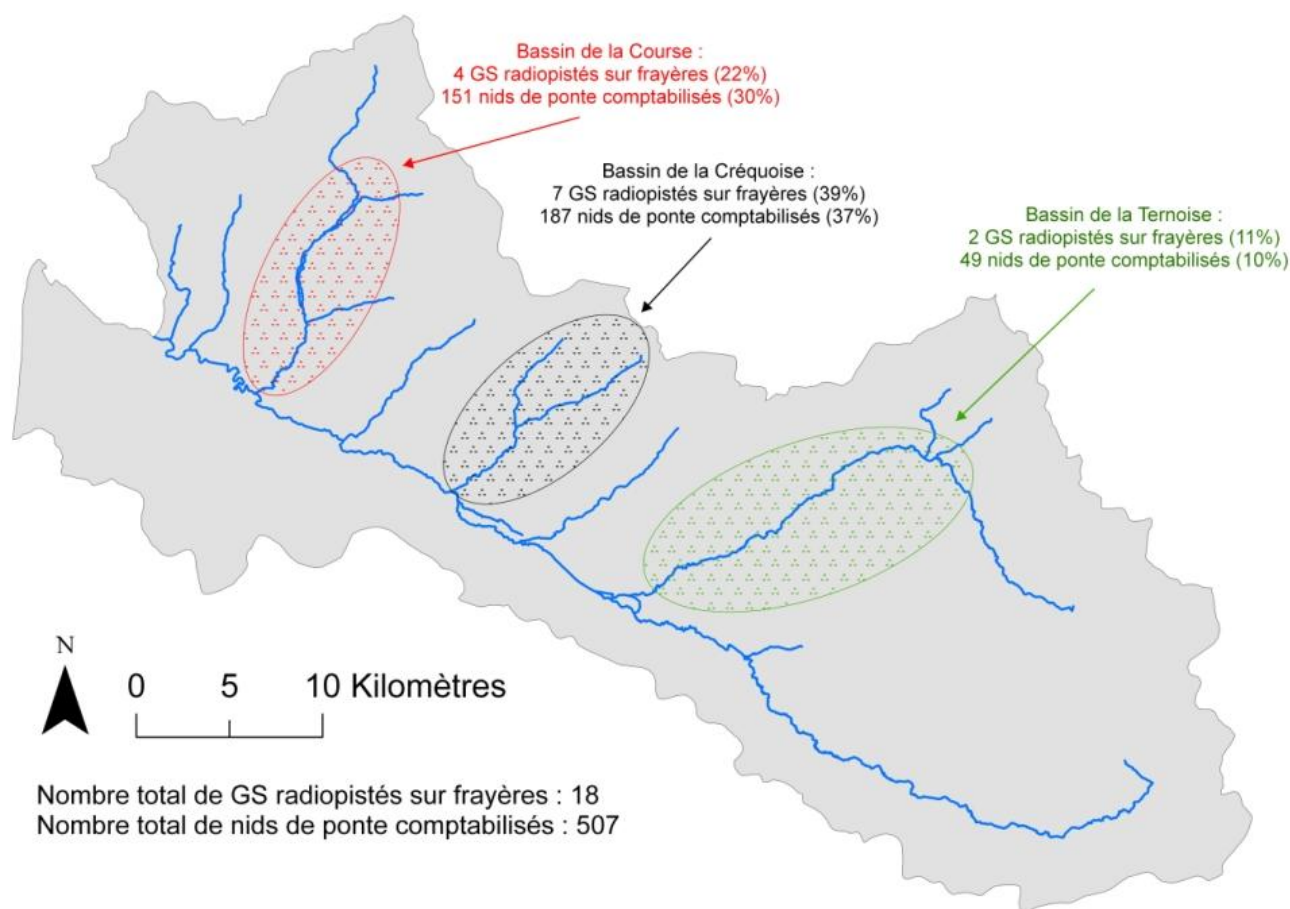 Bassin de la Course :
4 GS radiopistés sur frayères (22%)
151 nids de ponte comptabilisés (30%)
Bassin de la Créquoise :
7 GS radiopistés sur frayères (39%)
187 nids de ponte comptabilisés (37%)
Bassin de la Ternoise :
2 GS radiopistés sur frayères (11%)
49 nids de ponte comptabilisés (10%)
N
0 5 10 Kilomètres
Nombre total de GS radiopistés sur frayères : 18
Nombre total de nids de ponte comptabilisés : 507